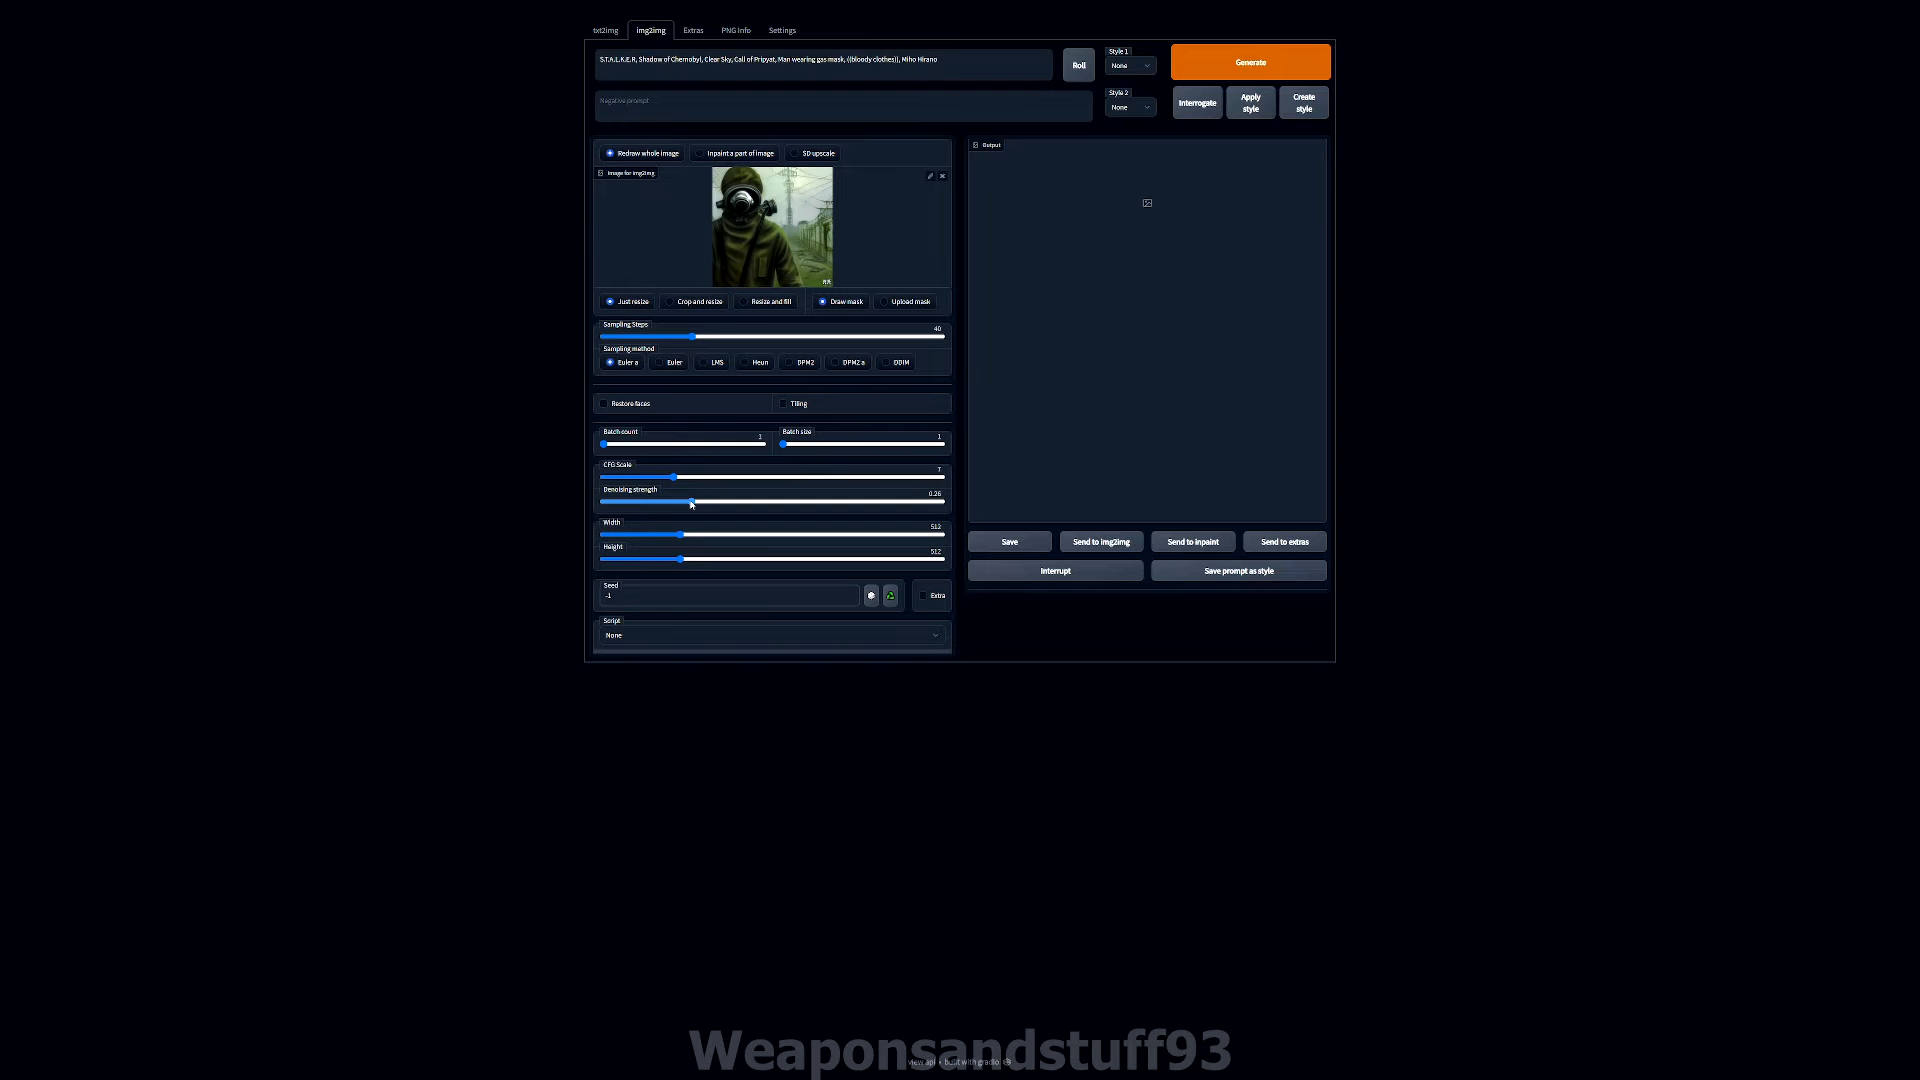 txt2img img2img Extras PNG Info Settings
S.T.A.L.K.E.R, Shadow of Chernobyl, Clear Sky, Call of Pripyat, Man wearing gas mask, ((bloody clothes)), Miho Hirano
Roll
Style 1
None
Generate
Negative prompt
Style 2
None
Interrogate
Apply style
Create style
Redraw whole image Inpaint a part of image SD upscale
Image for img2img
Output
Just resize Crop and resize Resize and fill Draw mask Upload mask
Sampling Steps
40
Sampling method
Euler a Euler LMS Heun DPM2 DPM2 a DDIM
Restore faces Tiling
Batch count
1
Batch size
1
CFG Scale
7
Denoising strength
0.26
Width
512
Height
512
Save Send to img2img Send to inpaint Send to extras
Interrupt Save prompt as style
Seed
-1
Extra
Script
None
Weaponsandstuff93
view api • built with gradio